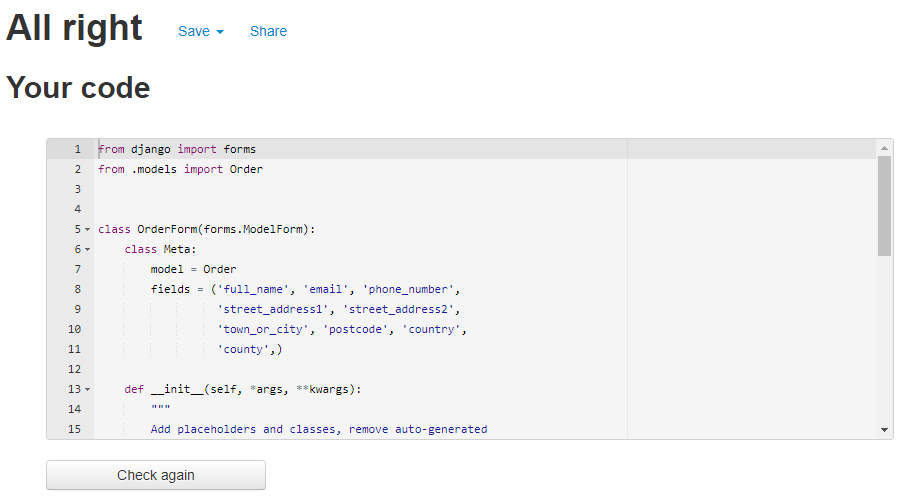 All right Save Share
Your code
1 from django import forms
2 from .models import Order
3
4
5 class OrderForm(forms.ModelForm):
6 class Meta:
7 model = Order
8 fields = ('full_name', 'email', 'phone_number',
9 'street_address1', 'street_address2',
10 'town_or_city', 'postcode', 'country',
11 'county',)
12
13 def __init__(self, *args, **kwargs):
14 """
15 Add placeholders and classes, remove auto-generated
Check again